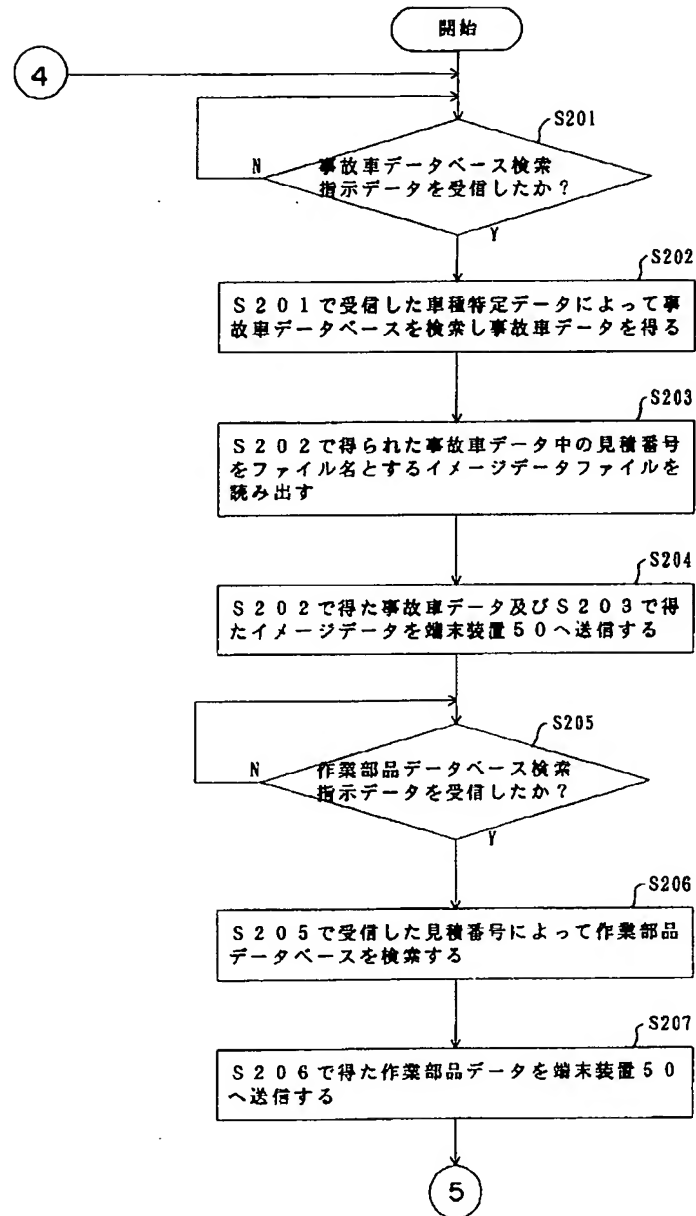 開始
4
S201
事故車データベース検索
指示データを受信したか？
N
Y
S202
S201で受信した車種特定データによって事
故車データベースを検索し事故車データを得る
S203
S202で得られた事故車データ中の見積番号
をファイル名とするイメージデータファイルを
読み出す
S204
S202で得た事故車データ及びS203で得
たイメージデータを端末装置50へ送信する
S205
作業部品データベース検索
指示データを受信したか？
N
Y
S206
S205で受信した見積番号によって作業部品
データベースを検索する
S207
S206で得た作業部品データを端末装置50
へ送信する
5